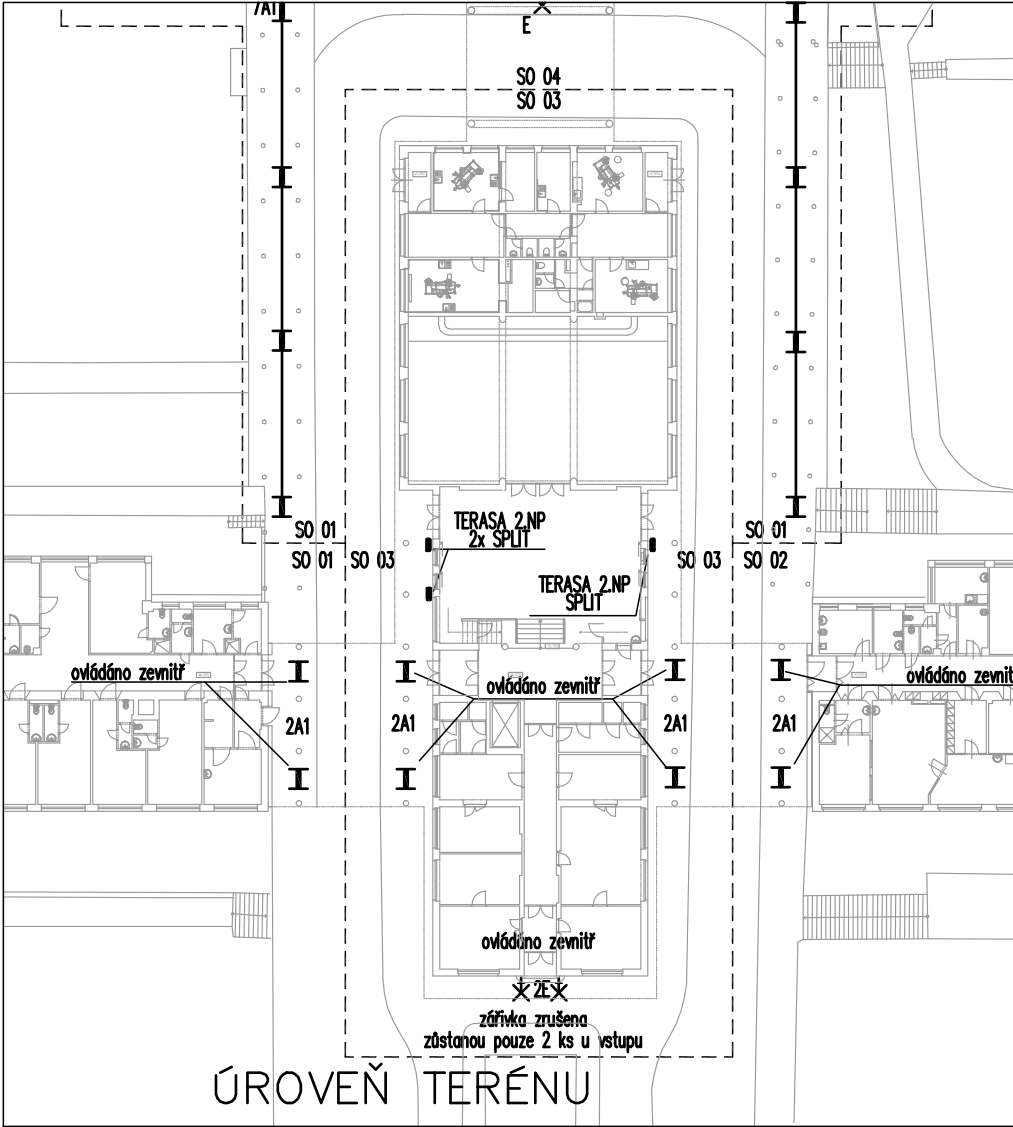 7A1
E
SO 04
SO 03
TERASA 2.NP
2x SPLIT
SO 01
SO 01
SO 03
SO 01
SO 03
SO 02
TERASA 2.NP
SPLIT
ovládáno zevnitř
ovládáno zevnitř
ovládáno zevnit
2A1
2A1
2A1
2A1
ovládáno zevnitř
2E
zářivka zrušena
zůstanou pouze 2 ks u vstupu
ÚROVEŇ TERÉNU